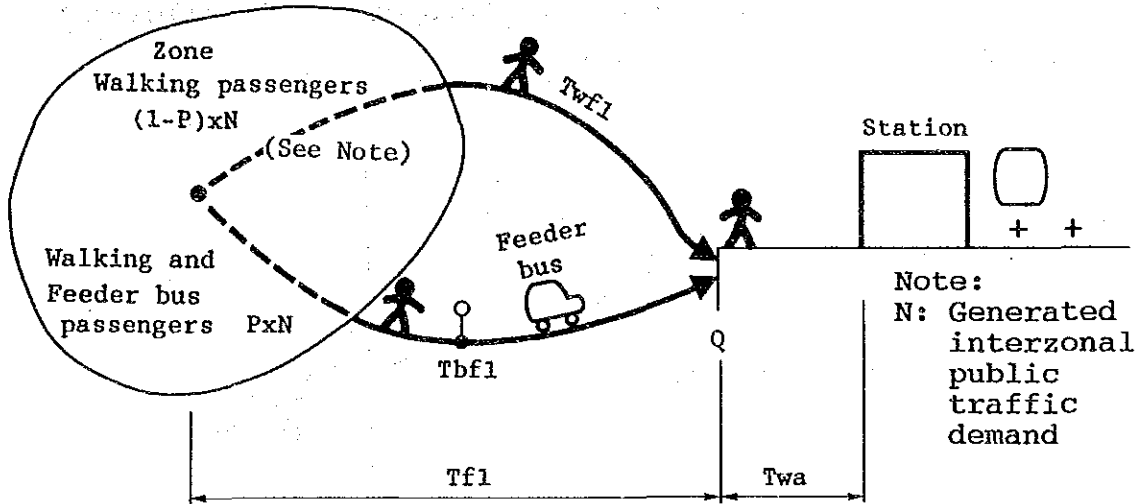 Zone
Walking passengers
(1-P)xN
(See Note)
Twf1
Station
Walking and
Feeder bus
passengers PxN
Feeder
bus
Tbf1
Q
Note:
N: Generated
interzonal
public
traffic
demand
Tf1
Twa